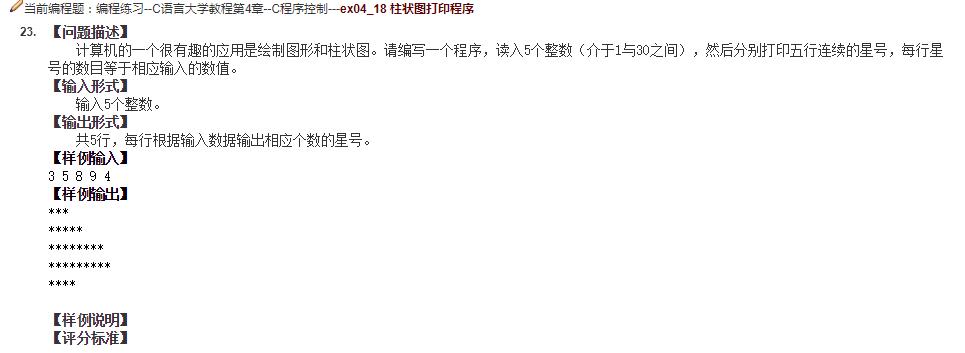 当前编程题：编程练习--C语言大学教程第4章--C程序控制---ex04_18 柱状图打印程序
23. 【问题描述】
计算机的一个很有趣的应用是绘制图形和柱状图。请编写一个程序，读入5个整数（介于1与30之间），然后分别打印五行连续的星号，每行星
号的数目等于相应输入的数值。
【输入形式】
输入5个整数。
【输出形式】
共5行，每行根据输入数据输出相应个数的星号。
【样例输入】
3 5 8 9 4
【样例输出】
***
*****
********
*********
****
【样例说明】
【评分标准】